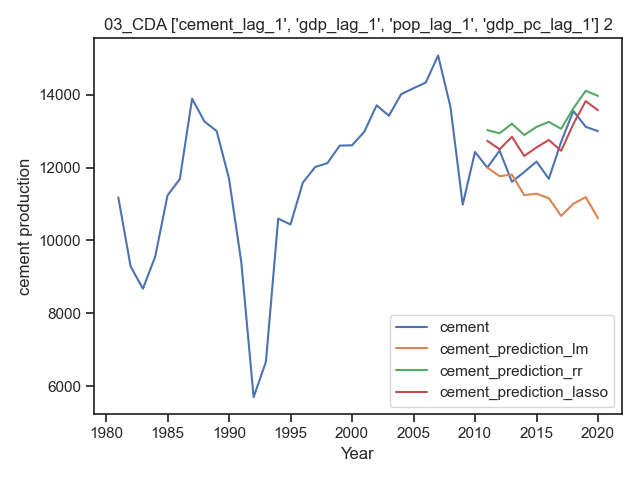 03_CDA ['cement_lag_1', 'gdp_lag_1', 'pop_lag_1', 'gdp_pc_lag_1'] 2
14000
12000
10000
8000
6000
cement production
cement
cement_prediction_lm
cement_prediction_rr
cement_prediction_lasso
1980 1985 1990 1995 2000 2005 2010 2015 2020
Year